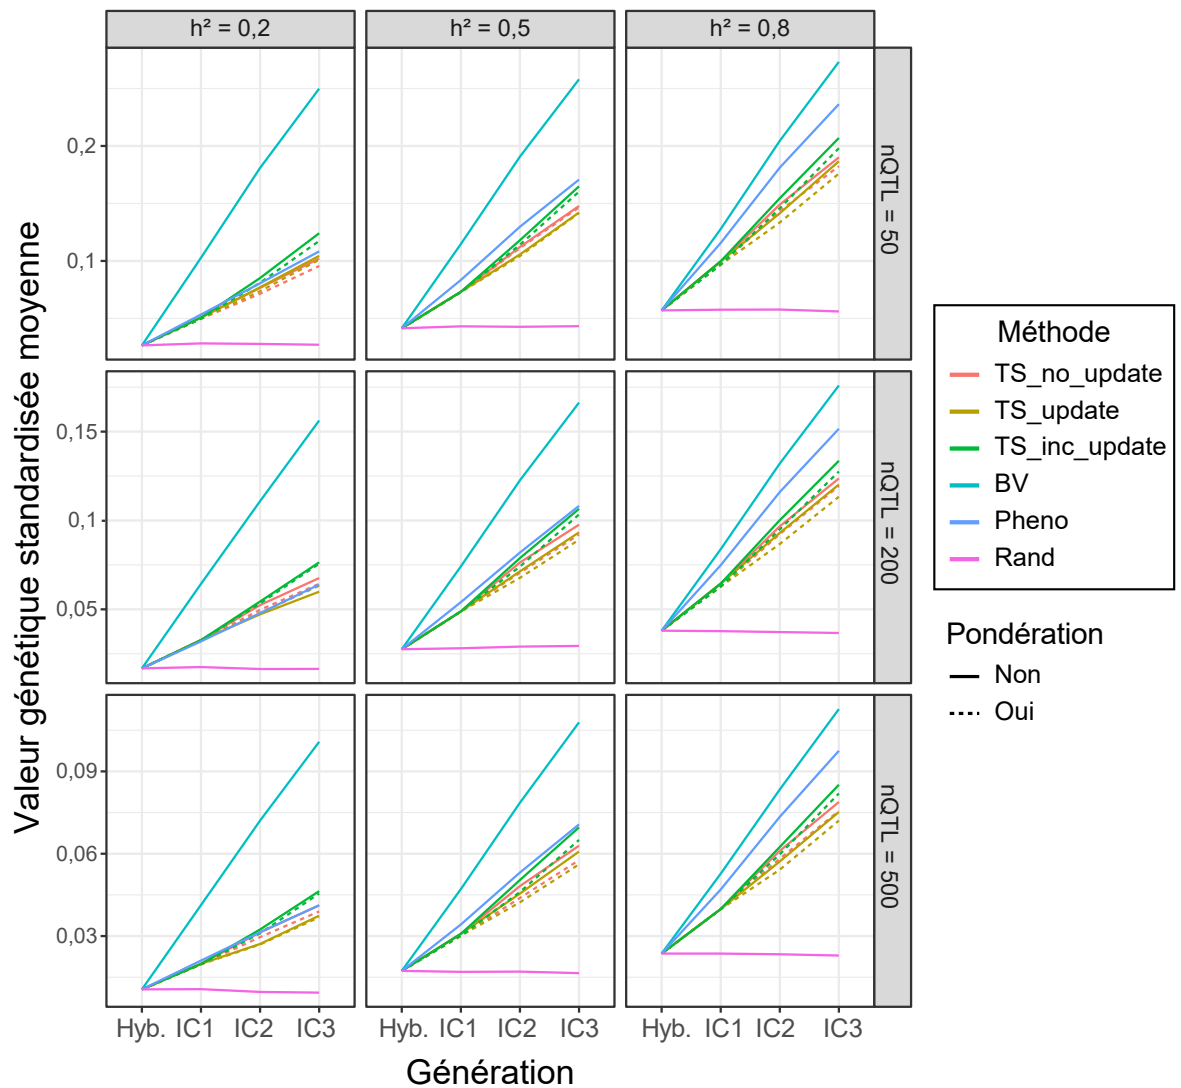 h² = 0,2
h² = 0,5
h² = 0,8
Valeur génétique standardisée moyenne
0,2
0,1
nQTL = 50
0,15
0,1
0,05
nQTL = 200
0,09
0,06
0,03
nQTL = 500
Hyb. IC1 IC2 IC3
Hyb. IC1 IC2 IC3
Hyb. IC1 IC2 IC3
Génération
Méthode
TS_no_update
TS_update
TS_inc_update
BV
Pheno
Rand
Pondération
Non
Oui